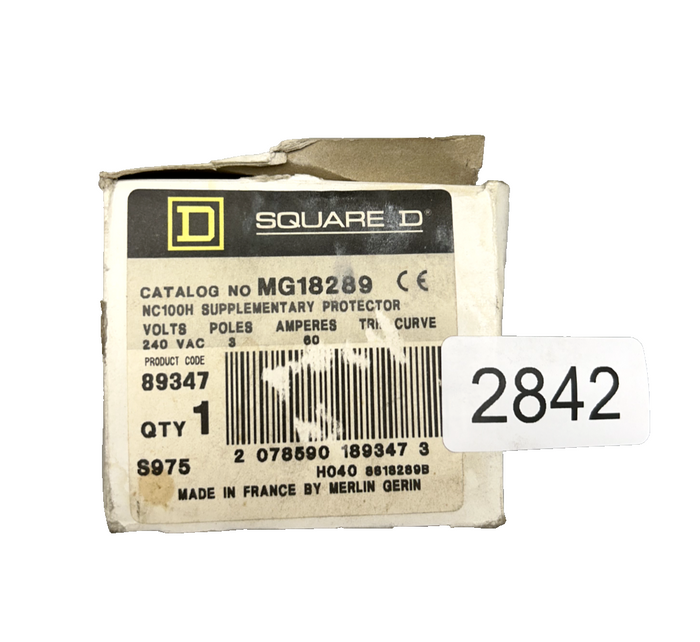 D SQUARE D®
CATALOG NO MG18289 CE
NC100H SUPPLEMENTARY PROTECTOR
VOLTS POLES AMPERES CURVE
240 VAC 3 60
PRODUCT CODE
89347
QTY 1
2 078590 189347 3
S975
H040 8618289B
MADE IN FRANCE BY MERLIN GERIN
2842